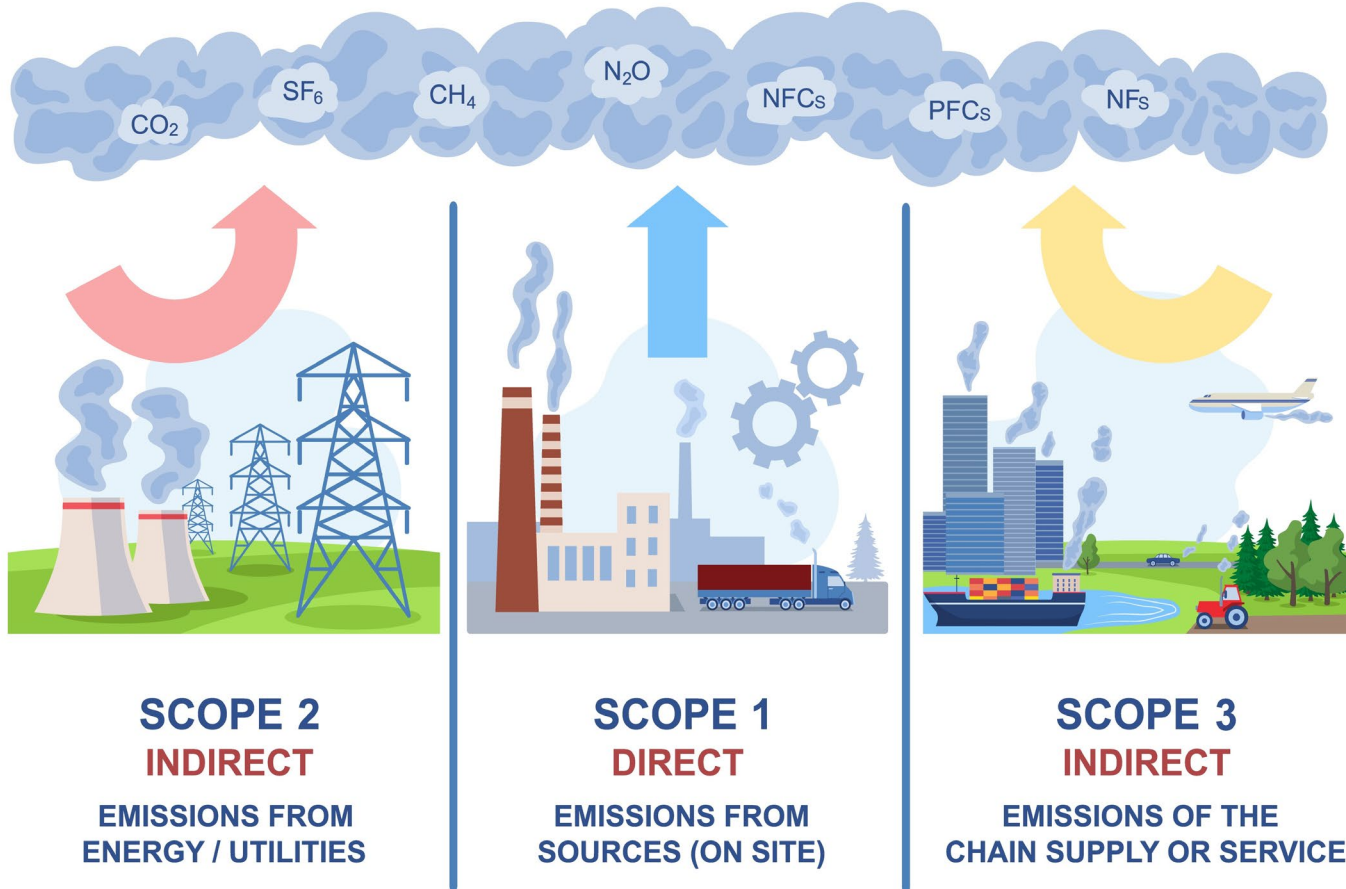 CO₂
SF₆
CH₄
N₂O
NFCs
PFCs
NFs
SCOPE 2
INDIRECT
EMISSIONS FROM
ENERGY / UTILITIES
SCOPE 1
DIRECT
EMISSIONS FROM
SOURCES (ON SITE)
SCOPE 3
INDIRECT
EMISSIONS OF THE
CHAIN SUPPLY OR SERVICE